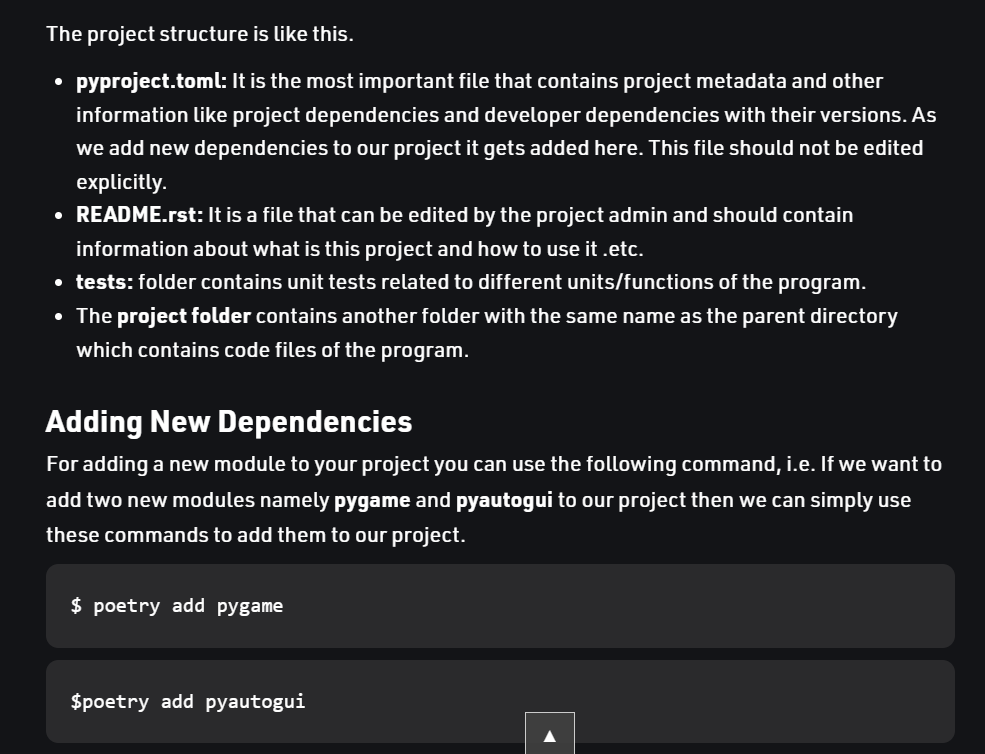 The project structure is like this.
• pyproject.toml: It is the most important file that contains project metadata and other
information like project dependencies and developer dependencies with their versions. As
we add new dependencies to our project it gets added here. This file should not be edited
explicitly.
• README.rst: It is a file that can be edited by the project admin and should contain
information about what is this project and how to use it .etc.
• tests: folder contains unit tests related to different units/functions of the program.
• The project folder contains another folder with the same name as the parent directory
which contains code files of the program.
Adding New Dependencies
For adding a new module to your project you can use the following command, i.e. If we want to
add two new modules namely pygame and pyautogui to our project then we can simply use
these commands to add them to our project.
$ poetry add pygame
$poetry add pyautogui